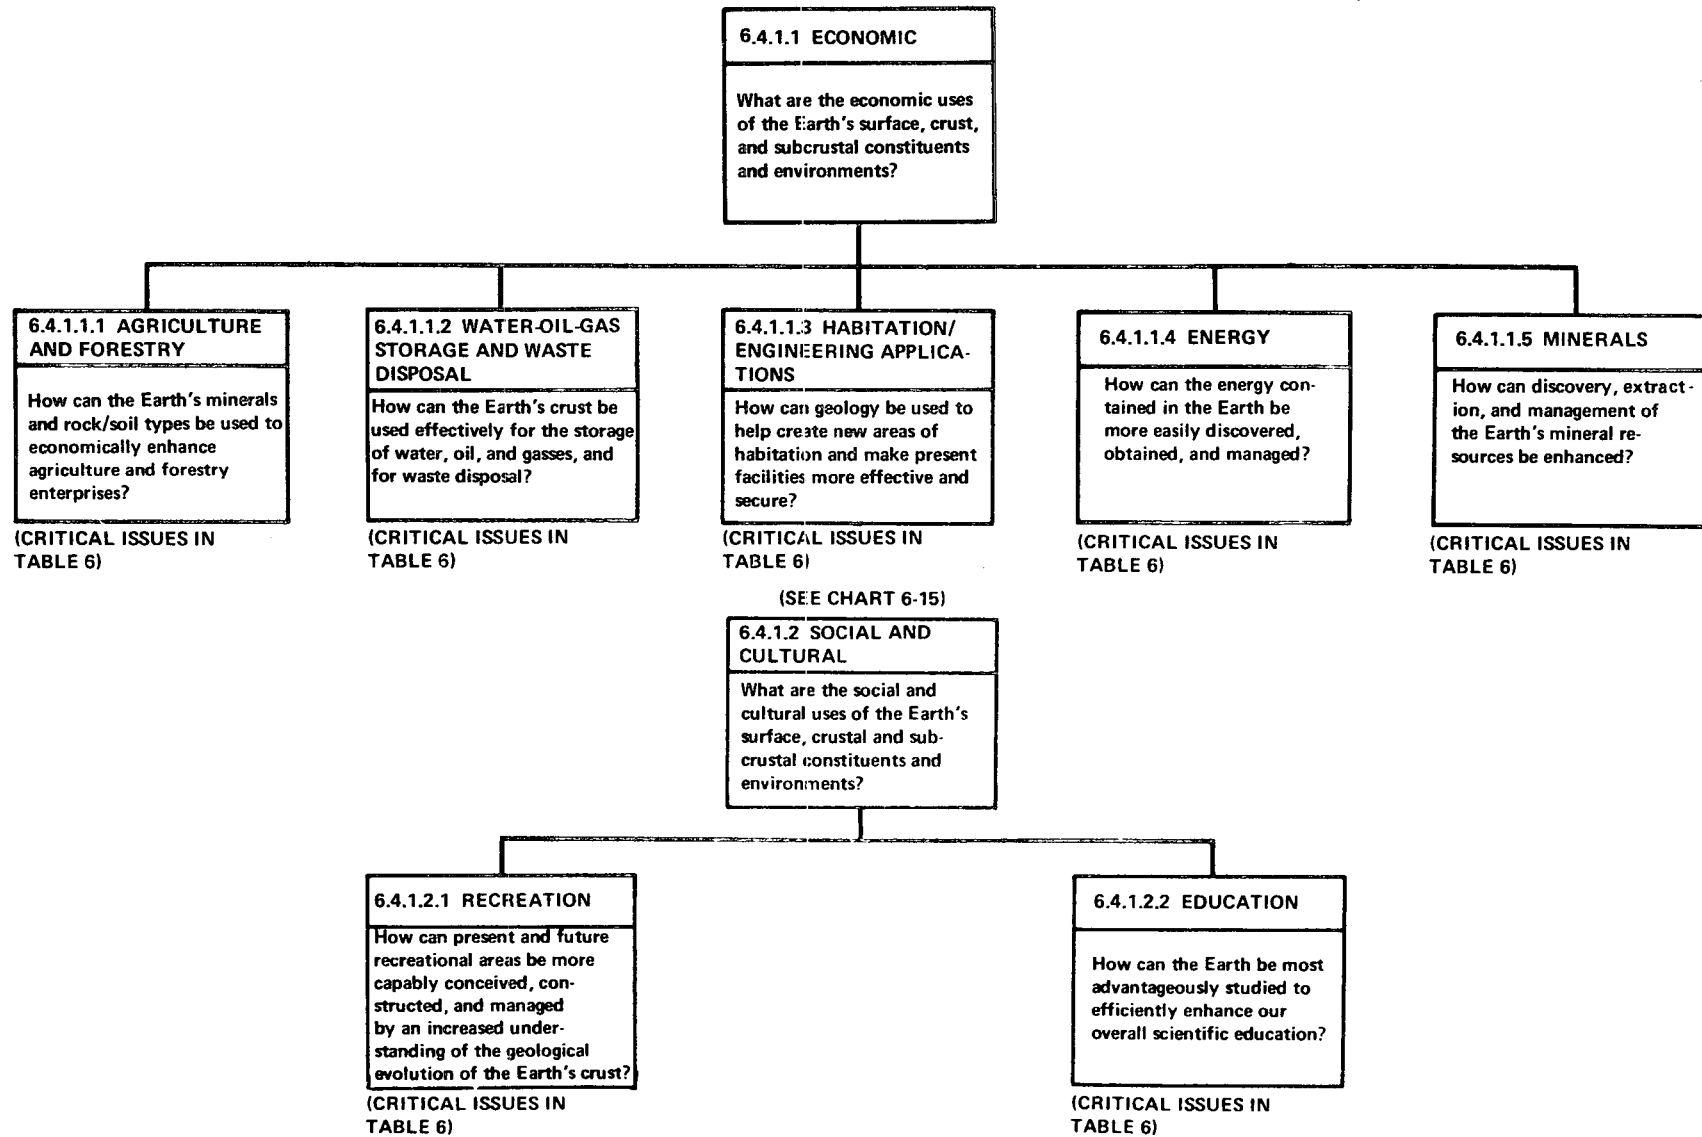 6.4.1.1 ECONOMIC
What are the economic uses
of the Earth's surface, crust,
and subcrustal constituents
and environments?
6.4.1.1.1 AGRICULTURE
AND FORESTRY
How can the Earth's minerals
and rock/soil types be used to
economically enhance
agriculture and forestry
enterprises?
(CRITICAL ISSUES IN
TABLE 6)
6.4.1.1.2 WATER-OIL-GAS
STORAGE AND WASTE
DISPOSAL
How can the Earth's crust be
used effectively for the storage
of water, oil, and gasses, and
for waste disposal?
(CRITICAL ISSUES IN
TABLE 6)
6.4.1.1.3 HABITATION/
ENGINEERING APPLICA-
TIONS
How can geology be used to
help create new areas of
habitation and make present
facilities more effective and
secure?
(CRITICAL ISSUES IN
TABLE 6)
6.4.1.1.4 ENERGY
How can the energy con-
tained in the Earth be
more easily discovered,
obtained, and managed?
(CRITICAL ISSUES IN
TABLE 6)
6.4.1.1.5 MINERALS
How can discovery, extract-
ion, and management of
the Earth's mineral re-
sources be enhanced?
(CRITICAL ISSUES IN
TABLE 6)
(SEE CHART 6-15)
6.4.1.2 SOCIAL AND
CULTURAL
What are the social and
cultural uses of the Earth's
surface, crustal and sub-
crustal constituents and
environments?
6.4.1.2.1 RECREATION
How can present and future
recreational areas be more
capably conceived, con-
structed, and managed
by an increased under-
standing of the geological
evolution of the Earth's crust?
(CRITICAL ISSUES IN
TABLE 6)
6.4.1.2.2 EDUCATION
How can the Earth be most
advantageously studied to
efficiently enhance our
overall scientific education?
(CRITICAL ISSUES IN
TABLE 6)